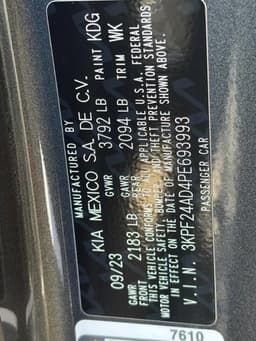 MANUFACTURED BY
KIA MEXICO S.A. DE C.V.
09/23 GVWR 3792 LB PAINT KDG
GAWR FRONT 2183 LB GAWR REAR 2094 LB TRIM WK
THIS VEHICLE CONFORMS TO ALL APPLICABLE U.S.A. FEDERAL
MOTOR VEHICLE SAFETY, BUMPER, AND THEFT PREVENTION STANDARDS
IN EFFECT ON THE DATE OF MANUFACTURE SHOWN ABOVE.
V.I.N. 3KPF24AD4PE693993
PASSENGER CAR
7610